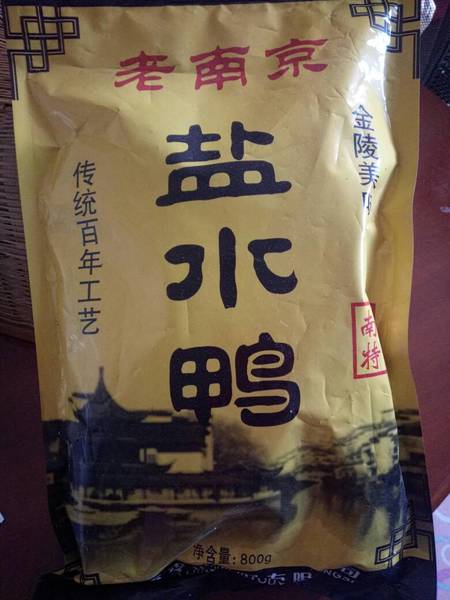 老南京
盐水鸭
金陵美
传统百年工艺
南
特
净含量:800g